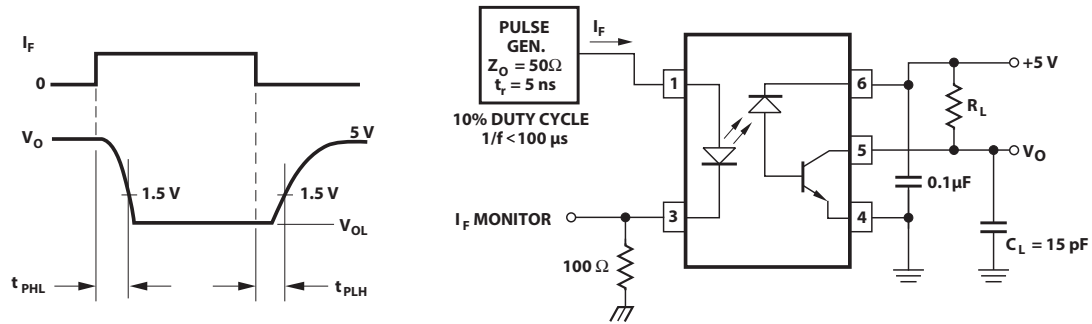 I_F
0
V_O
5 V
1.5 V
1.5 V
V_OL
t_PHL
t_PLH
PULSE
GEN.
Z_O = 50Ω
t_r = 5 ns
10% DUTY CYCLE
1/f < 100 μs
I_F
1
3
I_F MONITOR
100 Ω
6
5
4
+5 V
R_L
V_O
0.1μF
C_L = 15 pF